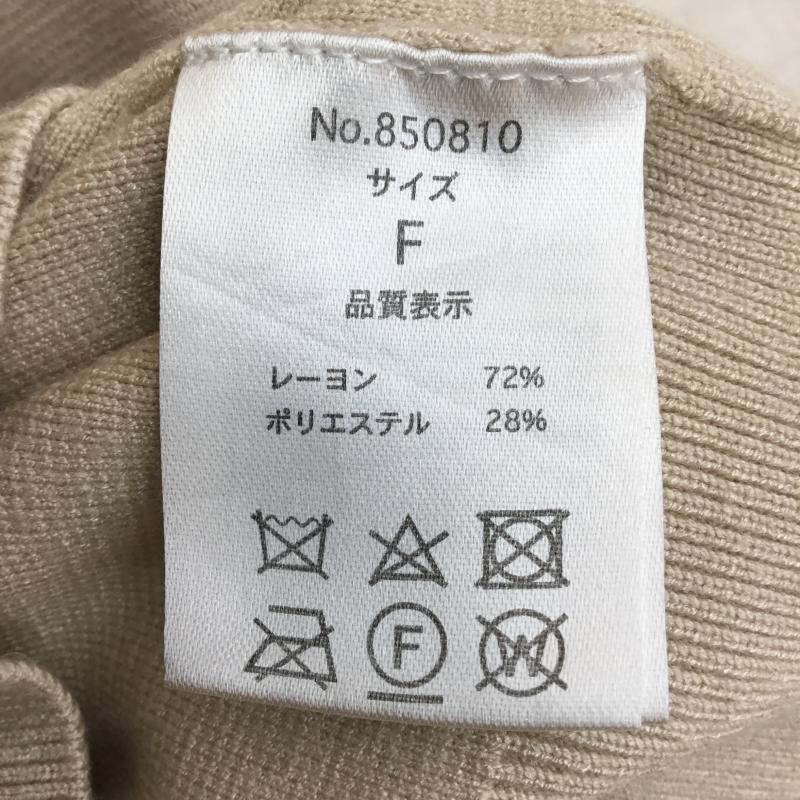 No.850810
サイズ
F
品質表示
レーヨン 72%
ポリエステル 28%
F W